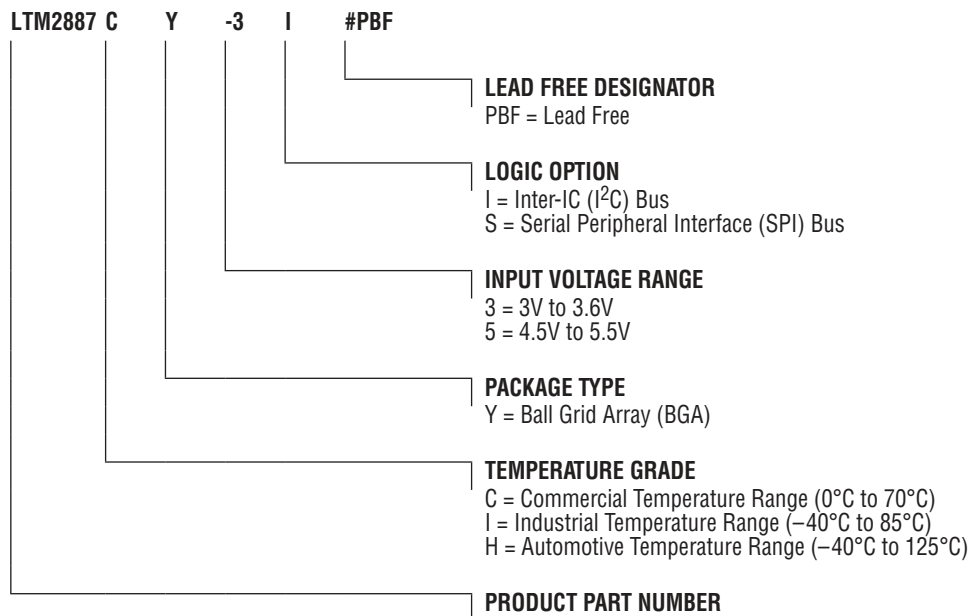 LTM2887 C Y -3 I #PBF
LEAD FREE DESIGNATOR
PBF = Lead Free
LOGIC OPTION
I = Inter-IC (I²C) Bus
S = Serial Peripheral Interface (SPI) Bus
INPUT VOLTAGE RANGE
3 = 3V to 3.6V
5 = 4.5V to 5.5V
PACKAGE TYPE
Y = Ball Grid Array (BGA)
TEMPERATURE GRADE
C = Commercial Temperature Range (0°C to 70°C)
I = Industrial Temperature Range (–40°C to 85°C)
H = Automotive Temperature Range (–40°C to 125°C)
PRODUCT PART NUMBER